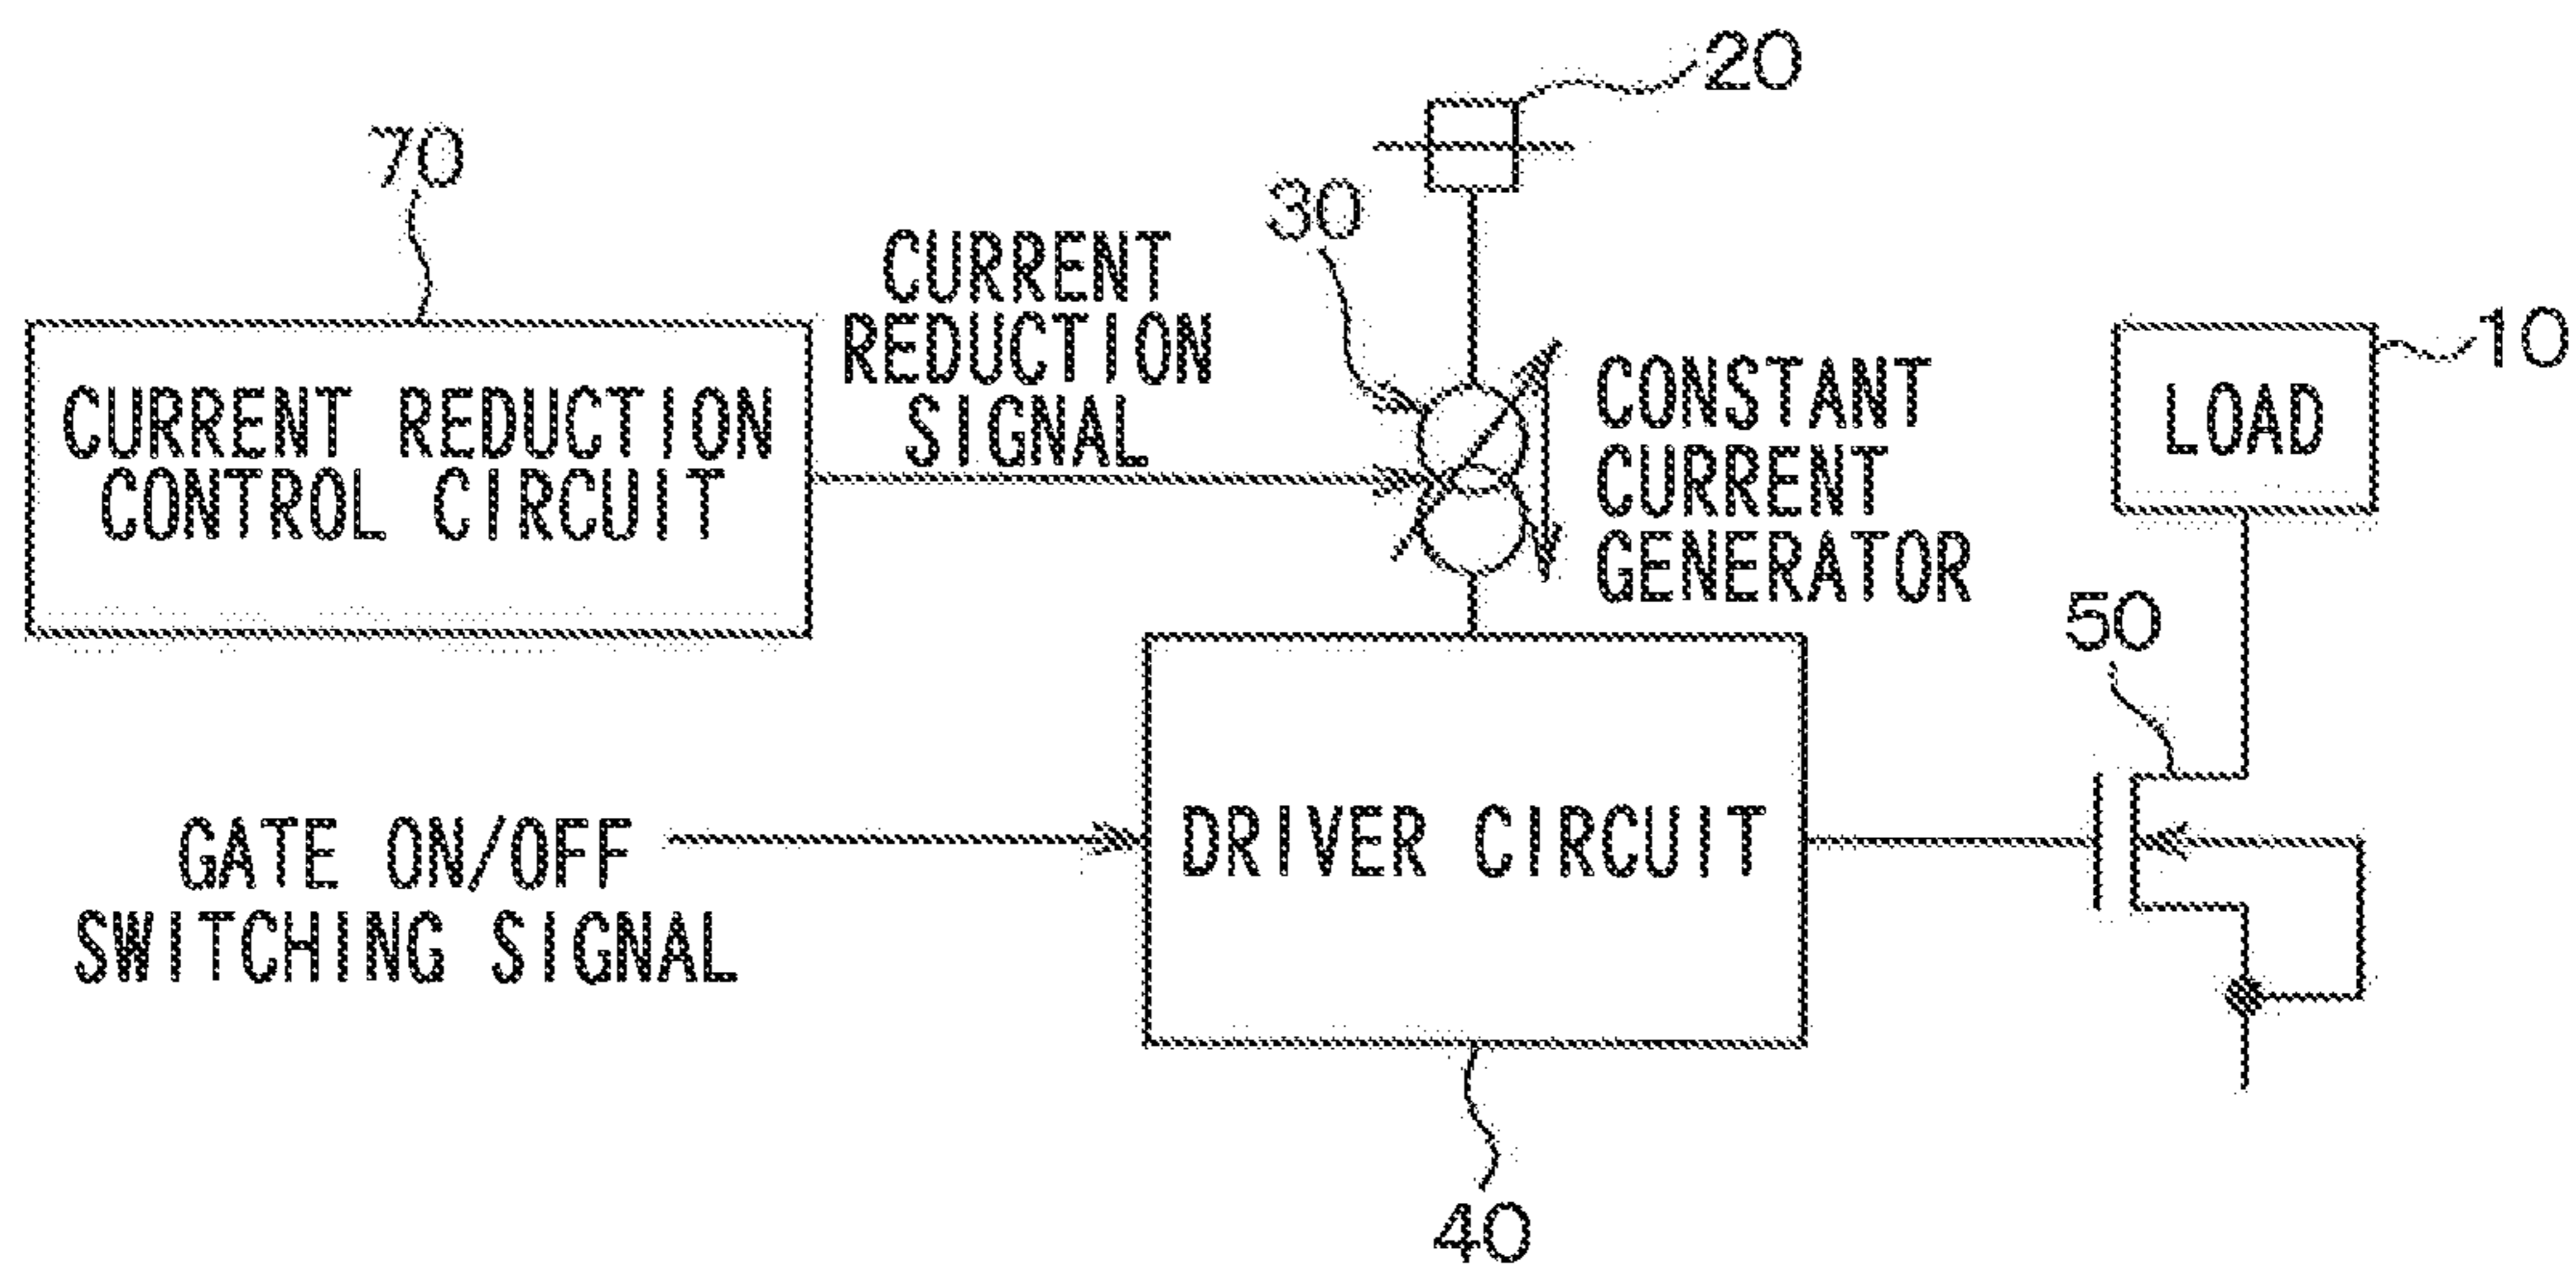 20
70
30
CURRENT
REDUCTION
SIGNAL
10
CURRENT REDUCTION
CONTROL CIRCUIT
CONSTANT
CURRENT
GENERATOR
LOAD
50
GATE ON/OFF
SWITCHING SIGNAL
DRIVER CIRCUIT
40